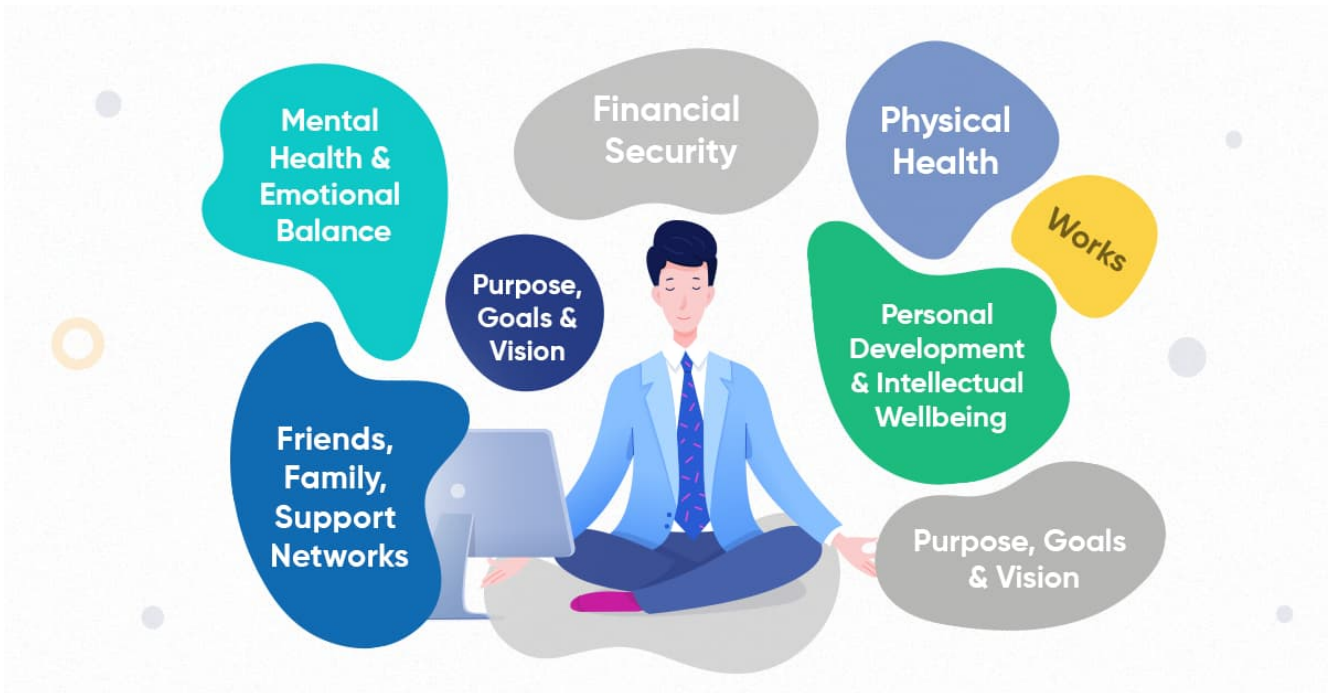 Mental
Health &
Emotional
Balance
Financial
Security
Physical
Health
Works
Purpose,
Goals &
Vision
Personal
Development
& Intellectual
Wellbeing
Friends,
Family,
Support
Networks
Purpose, Goals
& Vision